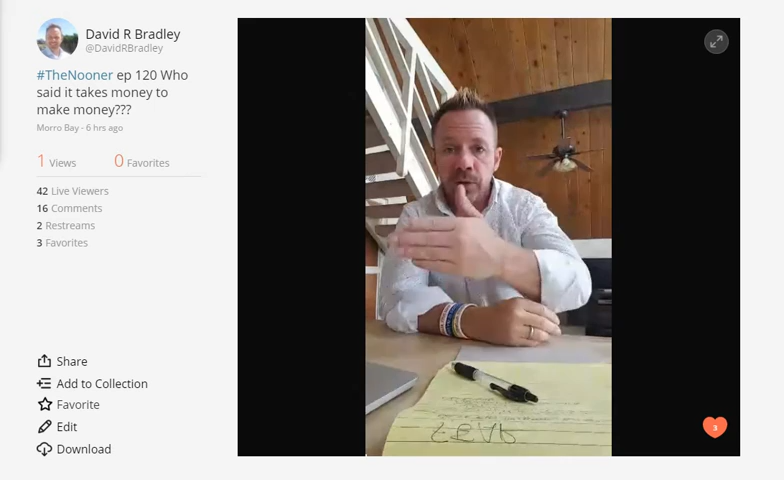 David R Bradley
@DavidRBradley
#TheNooner ep 120 Who
said it takes money to
make money???
Morro Bay - 6 hrs ago
1 Views
0 Favorites
42 Live Viewers
16 Comments
2 Restreams
3 Favorites
Share
Add to Collection
Favorite
Edit
Download
3